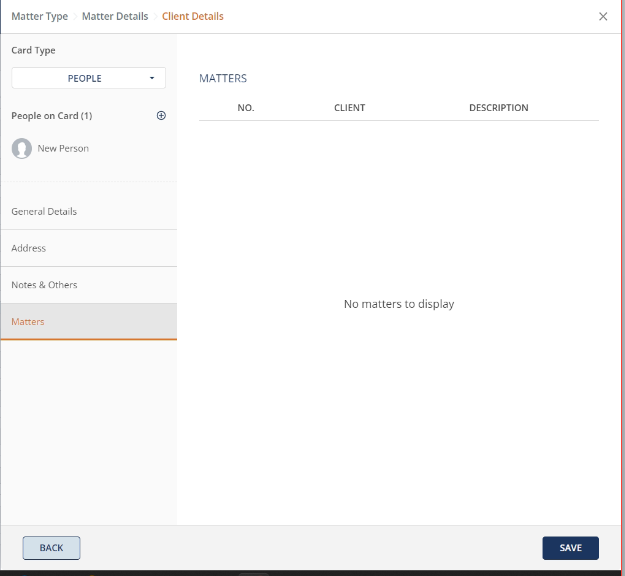 Matter Type Matter Details Client Details
Card Type
PEOPLE
People on Card (1)
New Person
General Details
Address
Notes & Others
Matters
MATTERS
NO. CLIENT DESCRIPTION
No matters to display
BACK SAVE